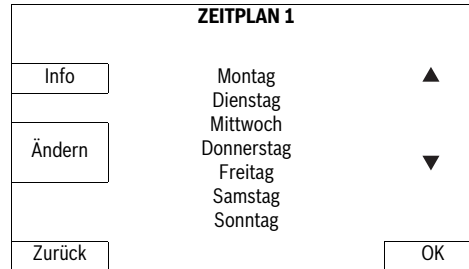 ZEITPLAN 1
Info
Montag
Dienstag
Mittwoch
Ändern
Donnerstag
Freitag
Samstag
Sonntag
Zurück
OK